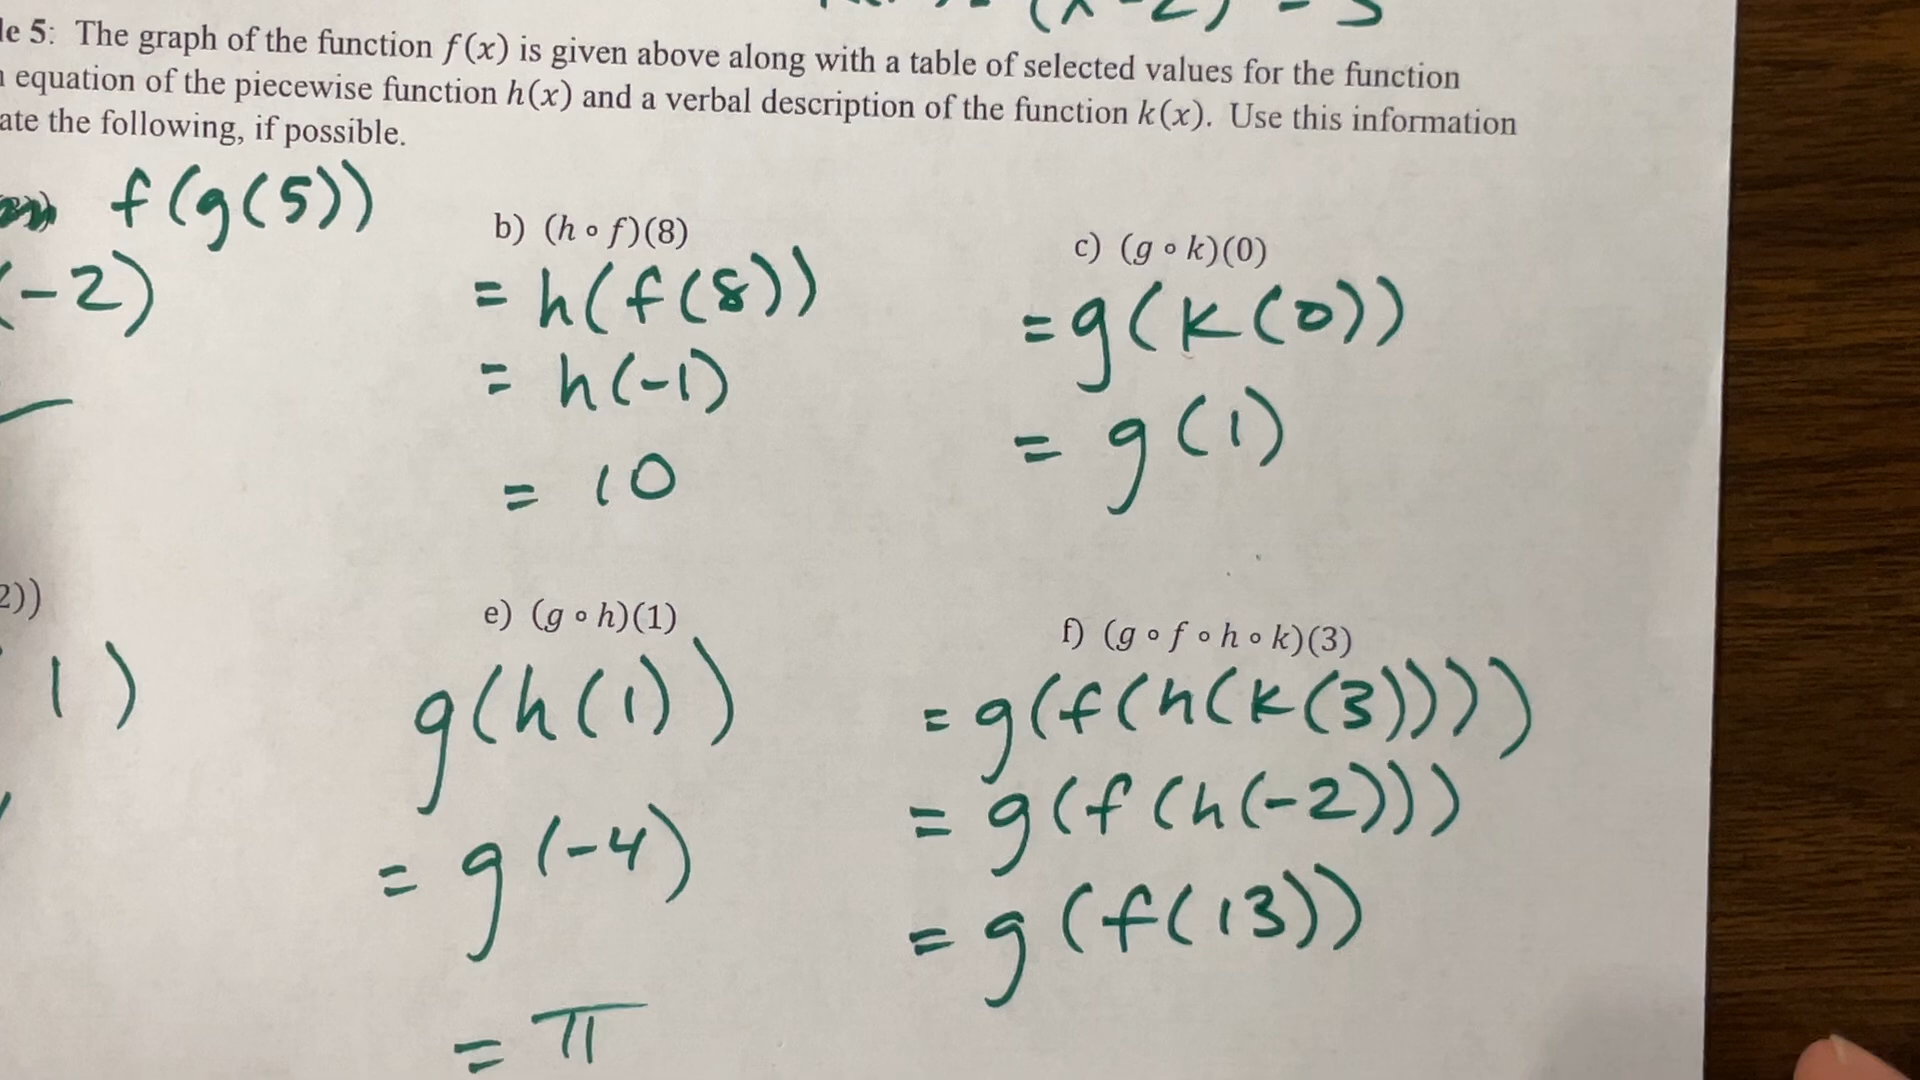 (x-2) - 3
le 5: The graph of the function f(x) is given above along with a table of selected values for the function
equation of the piecewise function h(x) and a verbal description of the function k(x). Use this information
ate the following, if possible.
f(g(5))
(-2)
b) (h∘f)(8)
= h(f(8))
= h(-1)
= 10
c) (g∘k)(0)
= g(k(0))
= g(1)
2))
1)
e) (g∘h)(1)
g(h(1))
= g(-4)
= π
f) (g∘f∘h∘k)(3)
= g(f(h(k(3))))
= g(f(h(-2)))
= g(f(13))